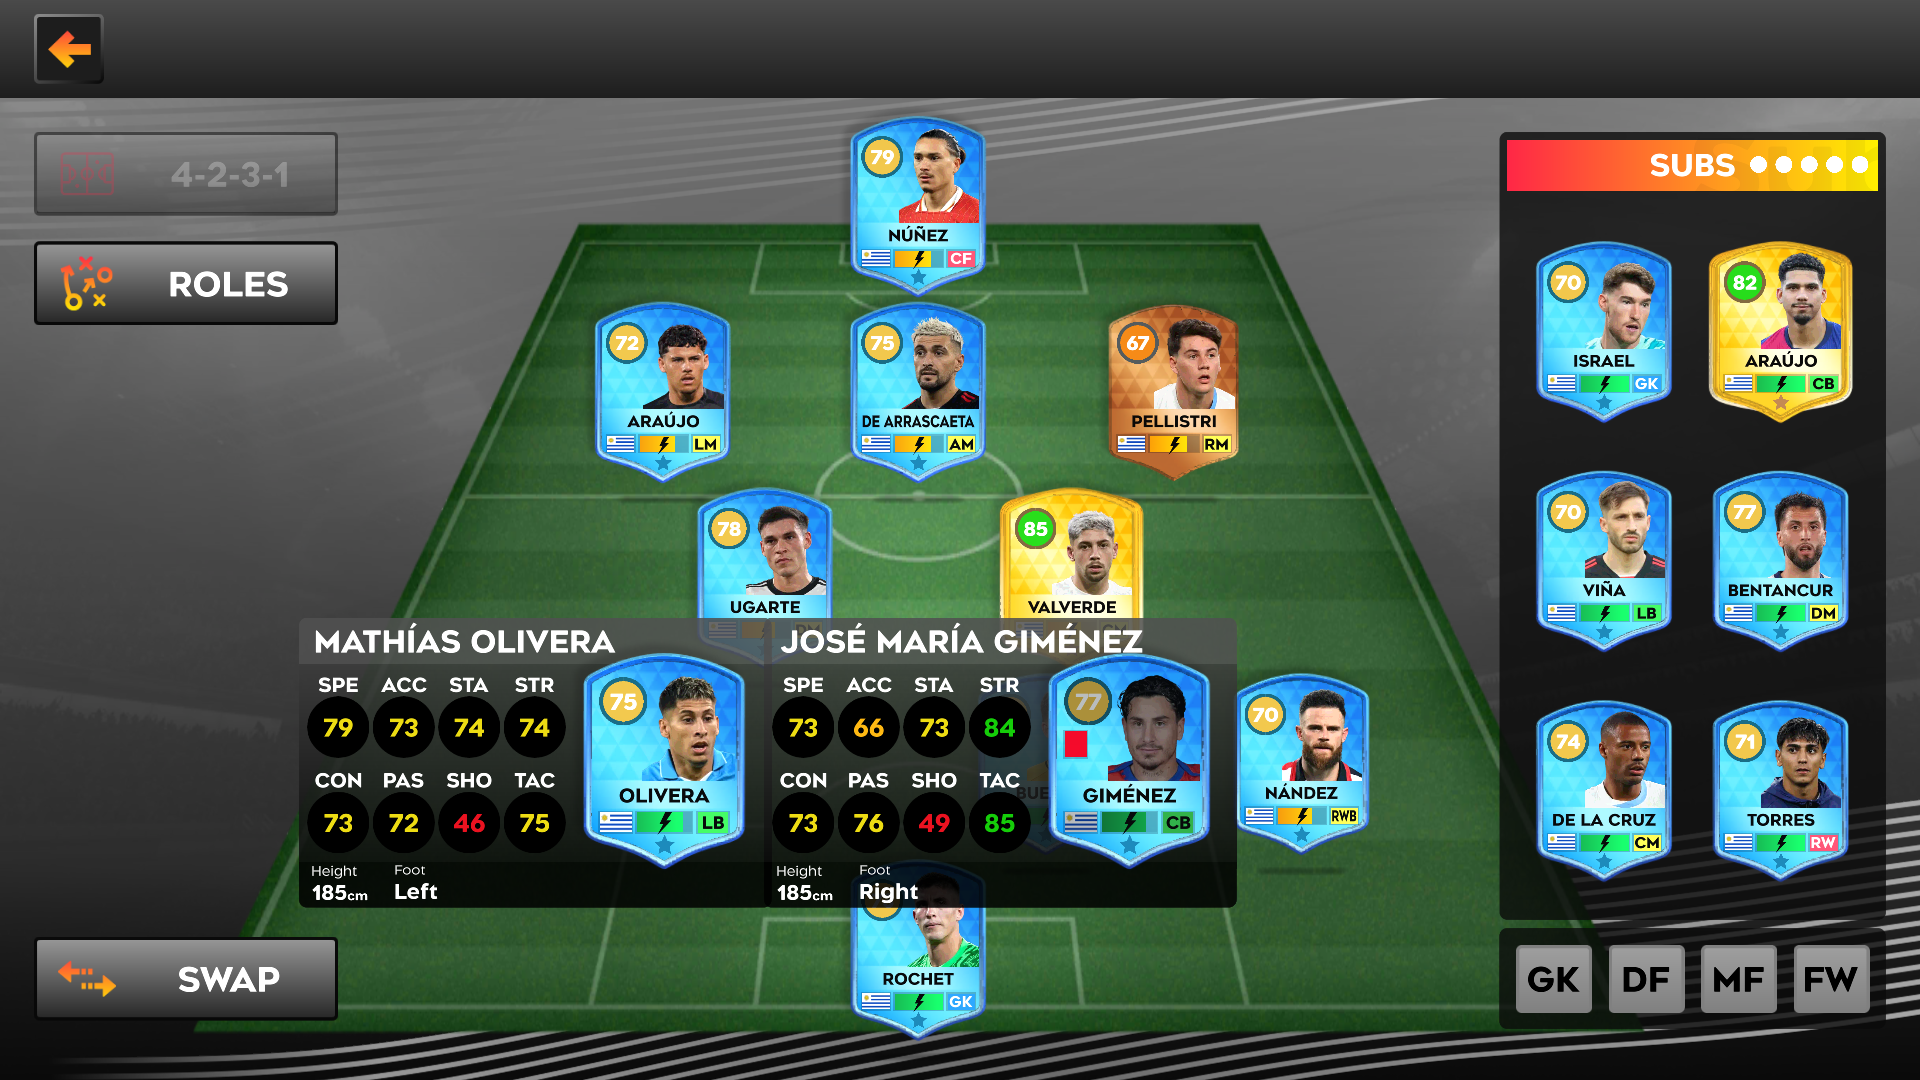 4-2-3-1
ROLES
79
NÚÑEZ
CF
72
ARAÚJO
LM
75
DE ARRASCAETA
AM
67
PELLISTRI
RM
78
UGARTE
85
VALVERDE
MATHÍAS OLIVERA
SPE ACC STA STR
79 73 74 74
CON PAS SHO TAC
73 72 46 75
Height Foot
185cm Left
75
OLIVERA
LB
JOSÉ MARÍA GIMÉNEZ
SPE ACC STA STR
73 66 73 84
CON PAS SHO TAC
73 76 49 85
Height Foot
185cm Right
77
GIMÉNEZ
CB
70
NÁNDEZ
RWB
ROCHET
GK
SWAP
SUBS
70
ISRAEL
GK
82
ARAÚJO
CB
70
VIÑA
LB
77
BENTANCUR
DM
74
DE LA CRUZ
CM
71
TORRES
RW
GK DF MF FW